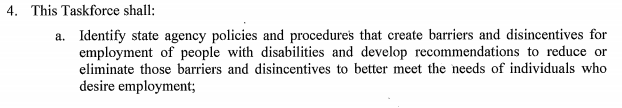 4. This Taskforce shall:
a. Identify state agency policies and procedures that create barriers and disincentives for
employment of people with disabilities and develop recommendations to reduce or
eliminate those barriers and disincentives to better meet the needs of individuals who
desire employment;